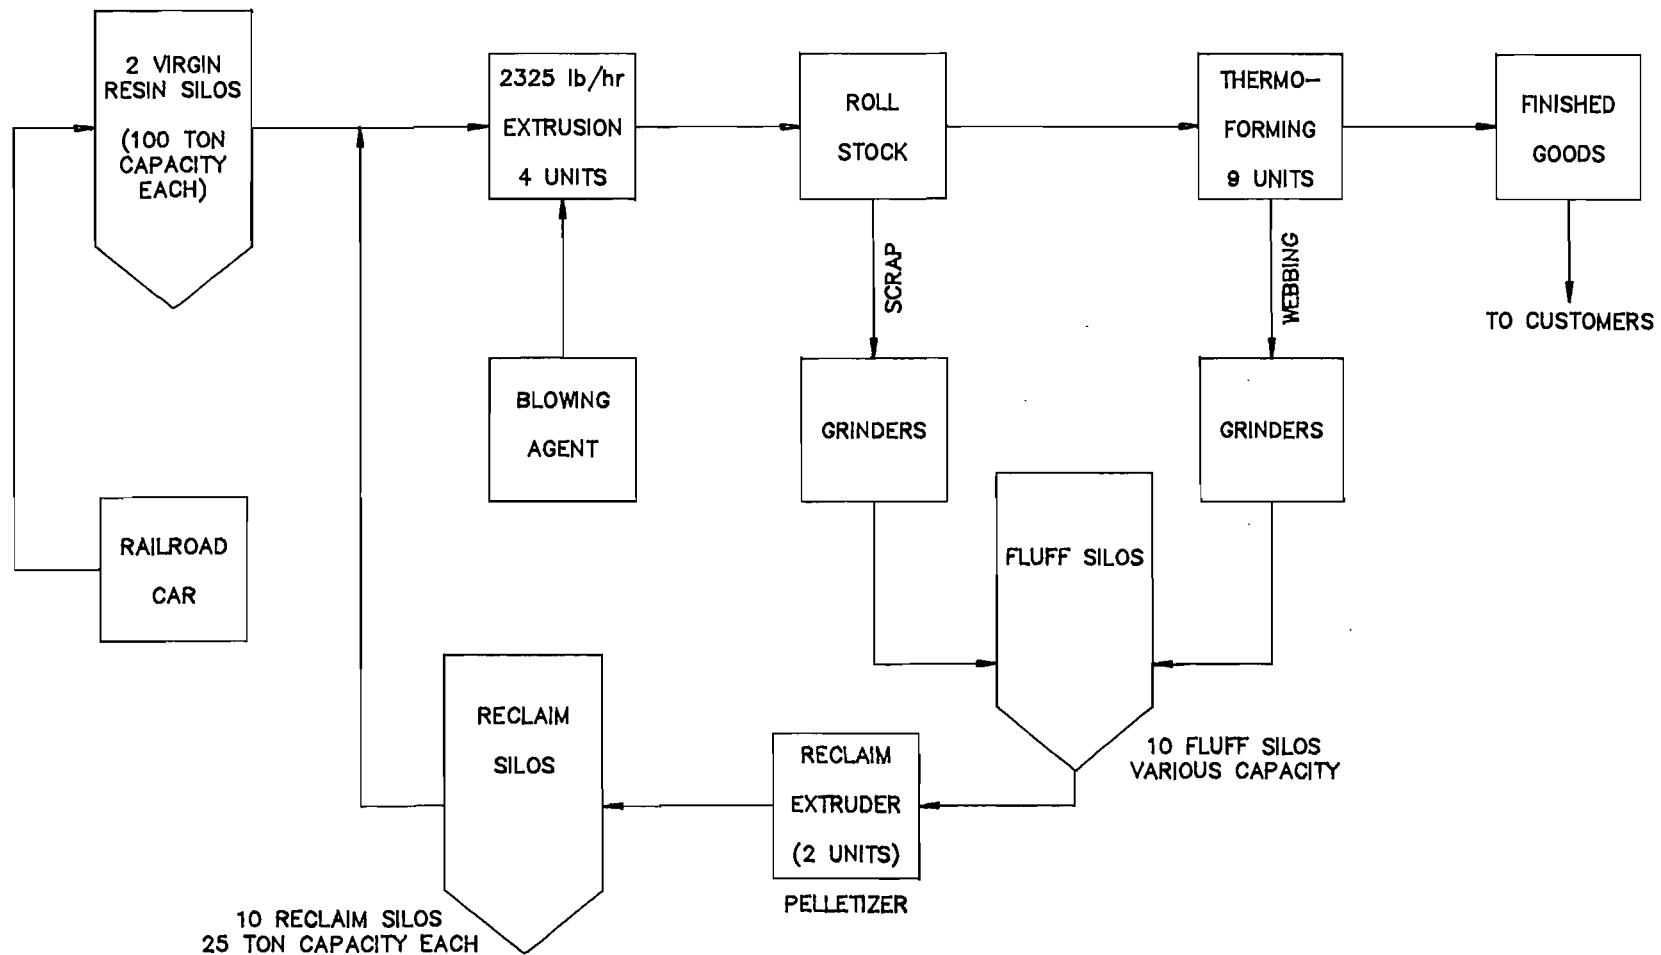 2 VIRGIN
RESIN SILOS
(100 TON
CAPACITY
EACH)
2325 lb/hr
EXTRUSION
4 UNITS
ROLL
STOCK
THERMO-
FORMING
9 UNITS
FINISHED
GOODS
SCRAP
WEBBING
TO CUSTOMERS
BLOWING
AGENT
GRINDERS
GRINDERS
RAILROAD
CAR
FLUFF SILOS
10 FLUFF SILOS
VARIOUS CAPACITY
RECLAIM
SILOS
RECLAIM
EXTRUDER
(2 UNITS)
PELLETIZER
10 RECLAIM SILOS
25 TON CAPACITY EACH